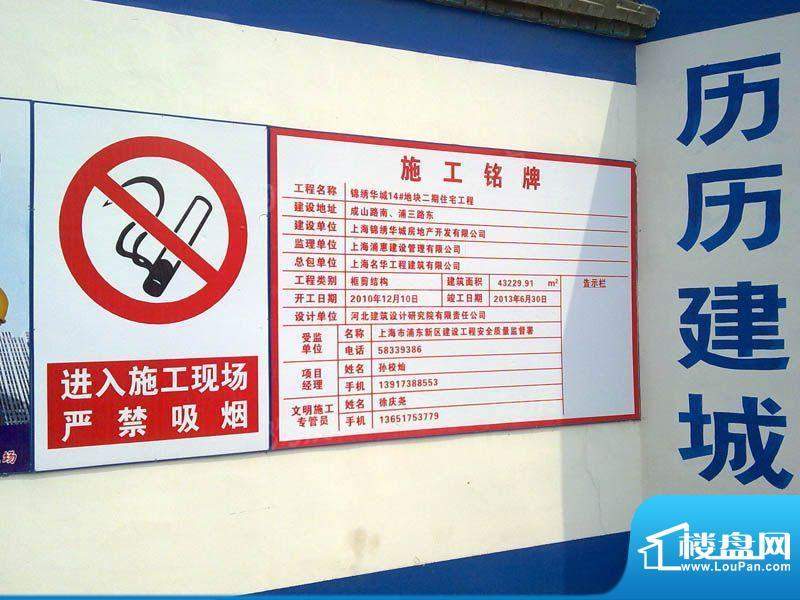 进入施工现场
严禁吸烟
场
施工铭牌
工程名称 锦绣华城14#地块二期住宅工程
建设地址 成山路南、浦三路东
建设单位 上海锦绣华城房地产开发有限公司
监理单位 上海浦惠建设管理有限公司
总包单位 上海名华工程建筑有限公司
工程类别 框剪结构 建筑面积 43229.91 m² 查示栏
开工日期 2010年12月10日 竣工日期 2013年6月30日
设计单位 河北建筑设计研究院有限责任公司
受监单位 名称 上海市浦东新区建设工程安全质量监督署
电话 58339386
项目经理 姓名 孙校灿
手机 13917388553
文明施工专管员 姓名 徐庆尧
手机 13651753779
历历建城
楼盘网
www.LouPan.com